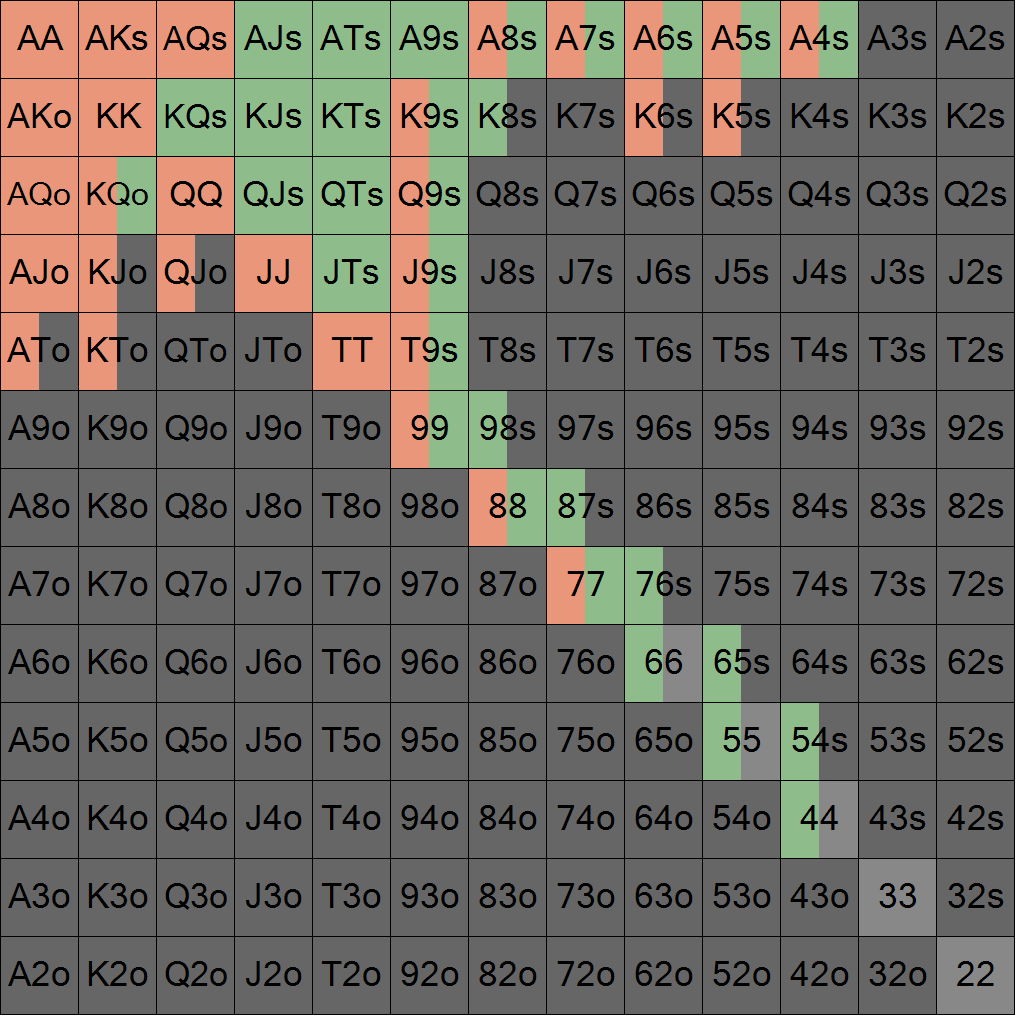 AA AKs AQs AJs ATs A9s A8s A7s A6s A5s A4s A3s A2s
AKo KK KQs KJs KTs K9s K8s K7s K6s K5s K4s K3s K2s
AQo KQo QQ QJs QTs Q9s Q8s Q7s Q6s Q5s Q4s Q3s Q2s
AJo KJo QJo JJ JTs J9s J8s J7s J6s J5s J4s J3s J2s
ATo KTo QTo JTo TT T9s T8s T7s T6s T5s T4s T3s T2s
A9o K9o Q9o J9o T9o 99 98s 97s 96s 95s 94s 93s 92s
A8o K8o Q8o J8o T8o 98o 88 87s 86s 85s 84s 83s 82s
A7o K7o Q7o J7o T7o 97o 87o 77 76s 75s 74s 73s 72s
A6o K6o Q6o J6o T6o 96o 86o 76o 66 65s 64s 63s 62s
A5o K5o Q5o J5o T5o 95o 85o 75o 65o 55 54s 53s 52s
A4o K4o Q4o J4o T4o 94o 84o 74o 64o 54o 44 43s 42s
A3o K3o Q3o J3o T3o 93o 83o 73o 63o 53o 43o 33 32s
A2o K2o Q2o J2o T2o 92o 82o 72o 62o 52o 42o 32o 22